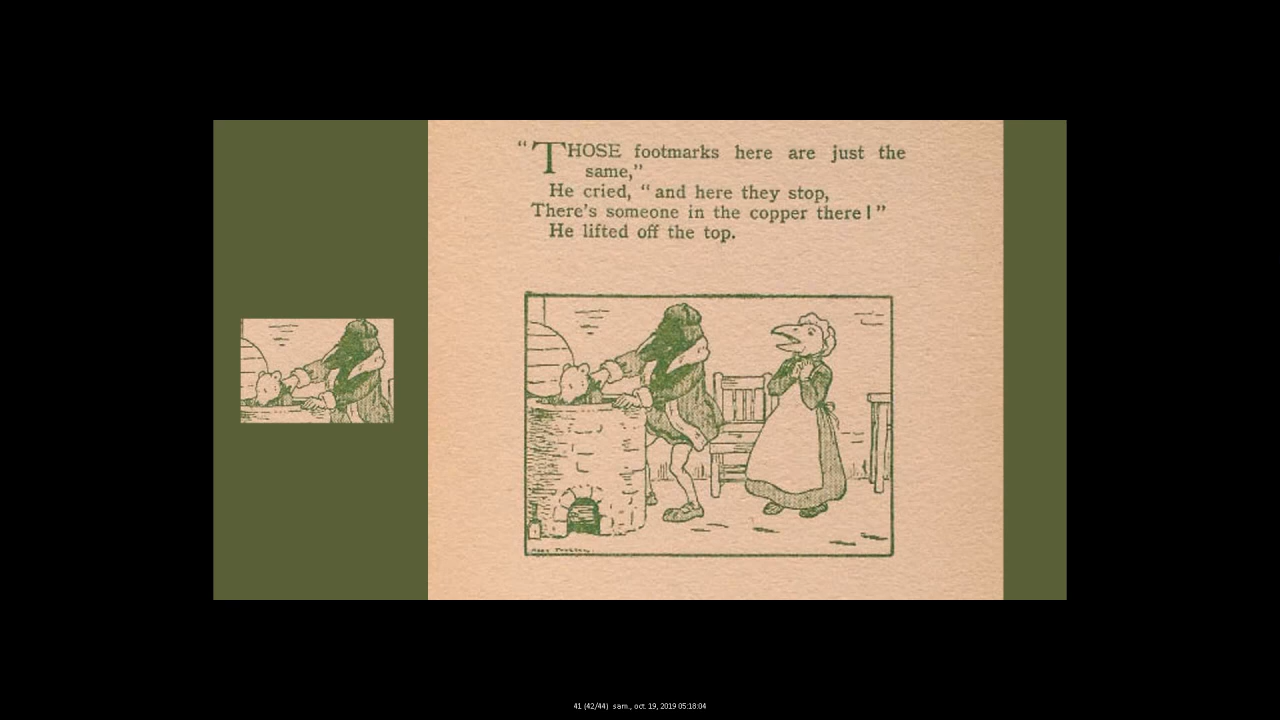 “THOSE footmarks here are just the
same,”
He cried, “and here they stop,
There’s someone in the copper there!”
He lifted off the top.
41 (42/44) sam., oct. 19, 2019 05:18:04